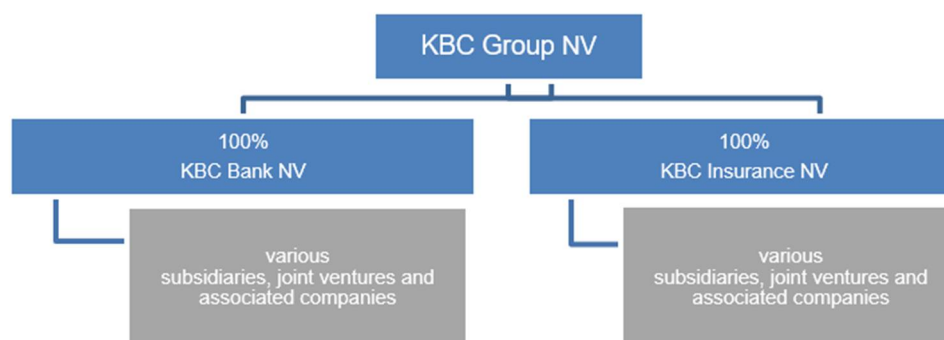 KBC Group NV
100%
KBC Bank NV
100%
KBC Insurance NV
various
subsidiaries, joint ventures and
associated companies
various
subsidiaries, joint ventures and
associated companies